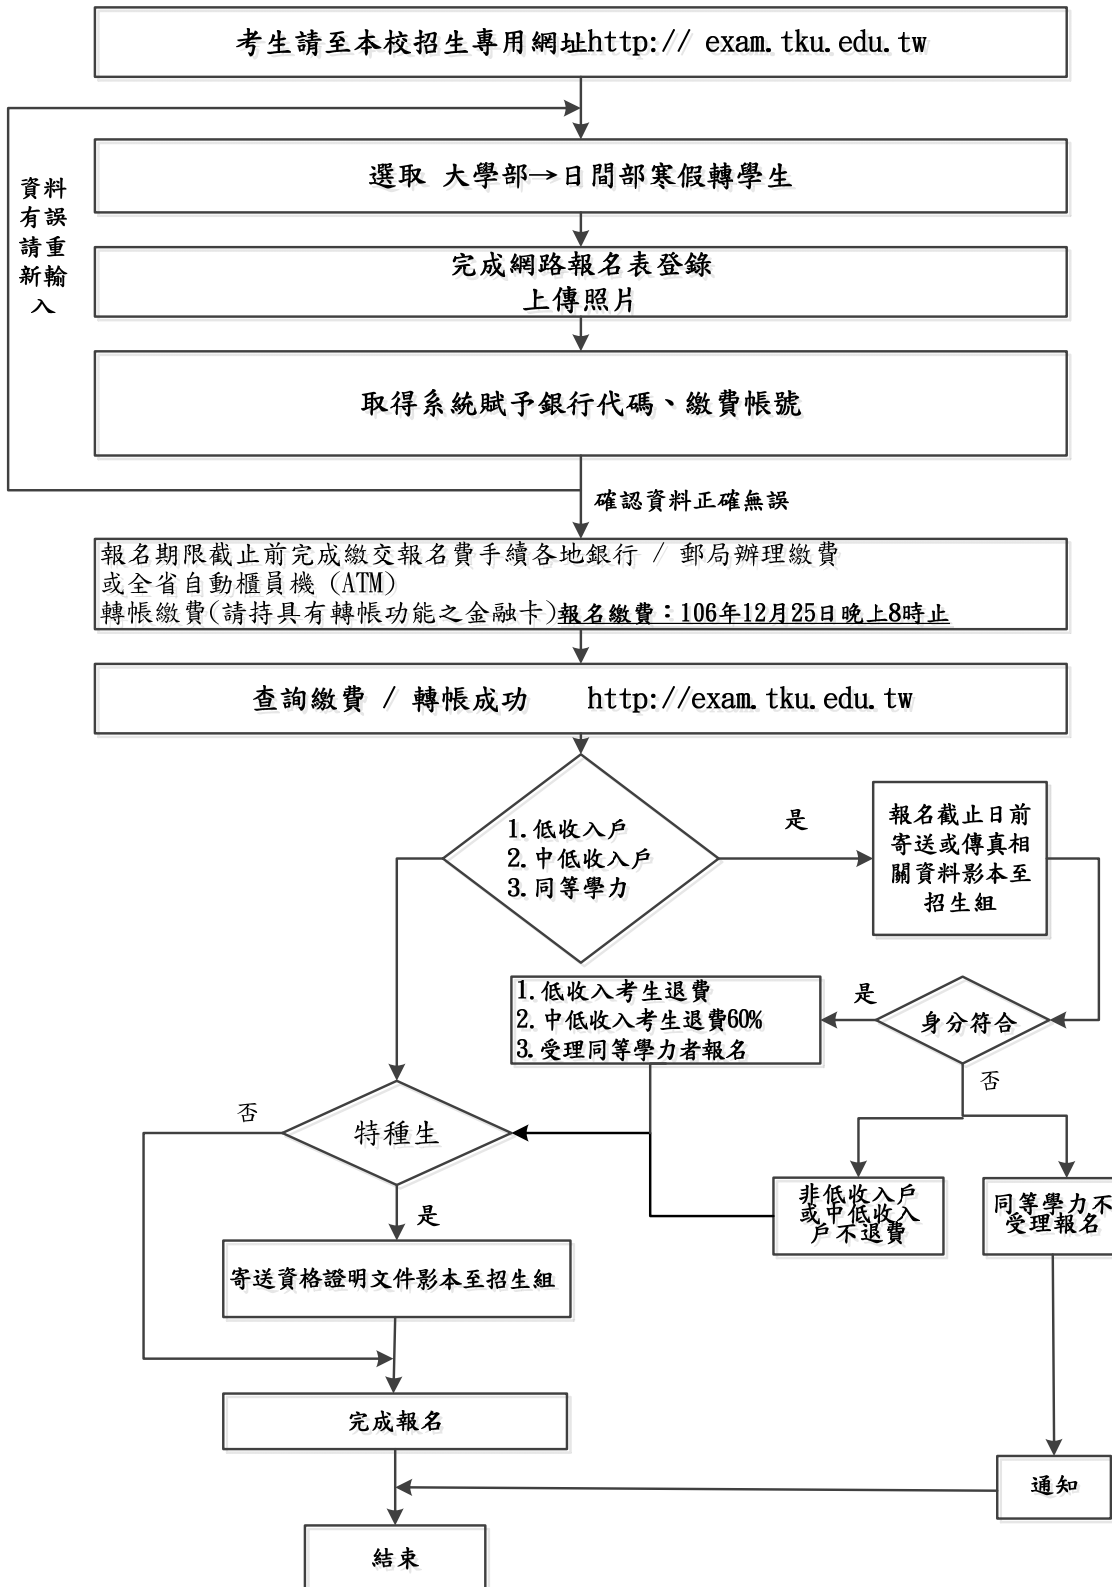 考生請至本校招生專用網址http:// exam.tku.edu.tw
資料
有誤
請重
新輸
入
選取 大學部→日間部寒假轉學生
完成網路報名表登錄
上傳照片
取得系統賦予銀行代碼、繳費帳號
確認資料正確無誤
報名期限截止前完成繳交報名費手續各地銀行 / 郵局辦理繳費
或全省自動櫃員機 (ATM)
轉帳繳費(請持具有轉帳功能之金融卡)報名繳費：106年12月25日晚上8時止
查詢繳費 / 轉帳成功 http://exam.tku.edu.tw
1.低收入戶
2.中低收入戶
3.同等學力
是
報名截止日前
寄送或傳真相
關資料影本至
招生組
身分符合
是
1.低收入考生退費
2.中低收入考生退費60%
3.受理同等學力者報名
否
否
特種生
是
非低收入戶
或中低收入
戶不退費
同等學力不
受理報名
寄送資格證明文件影本至招生組
完成報名
通知
結束